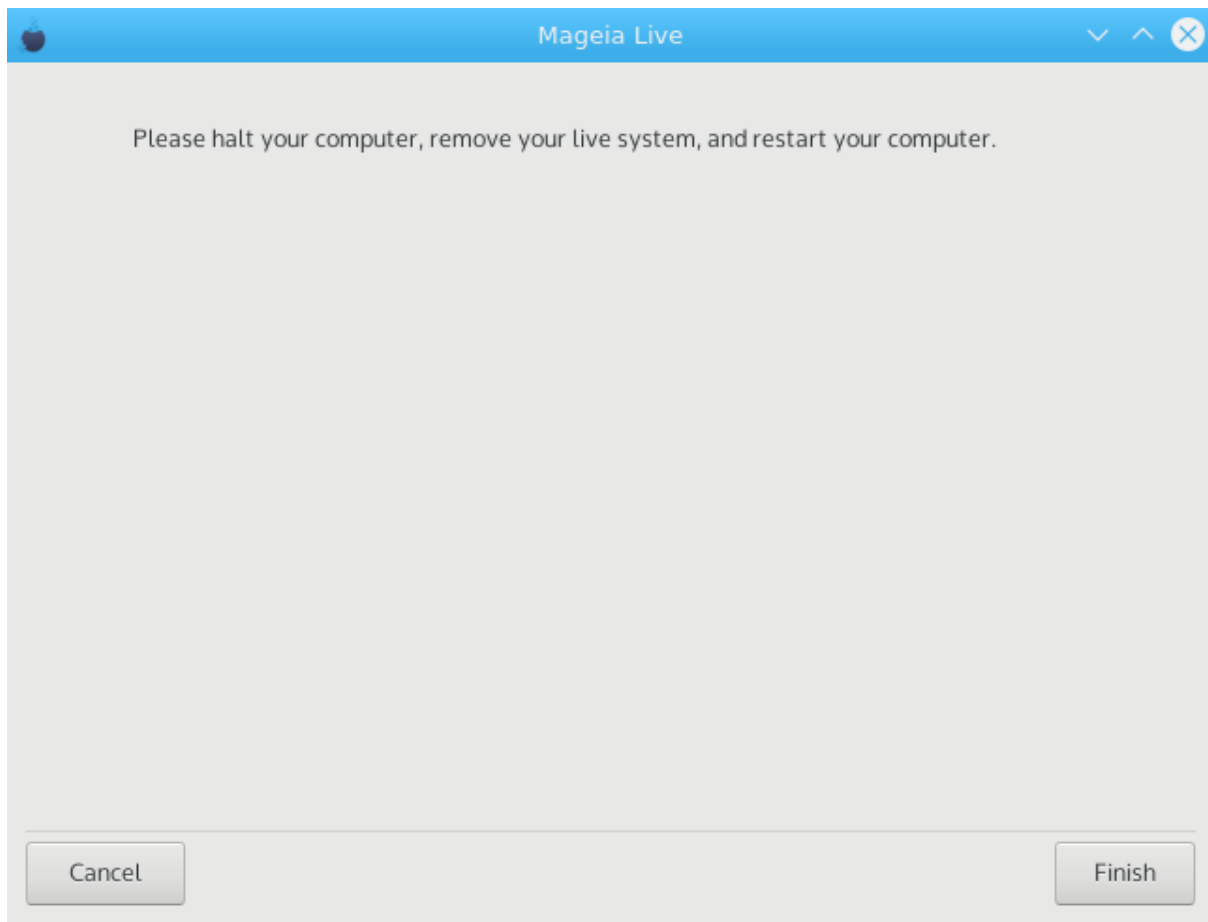 Mageia Live
Please halt your computer, remove your live system, and restart your computer.
Cancel
Finish